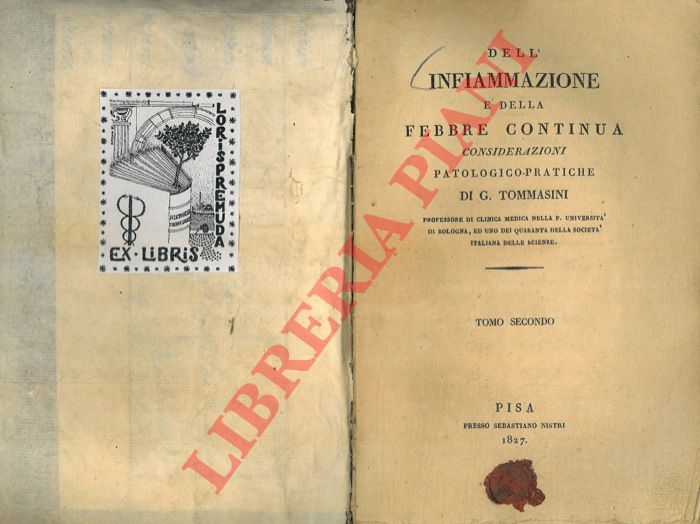 LORIS PREMUDA
EX-LIBRIS
DELL'
INFIAMMAZIONE
E DELLA
FEBBRE CONTINUA
CONSIDERAZIONI
PATOLOGICO-PRATICHE
DI G. TOMMASINI
PROFESSORE DI CLINICA MEDICA NELLA P. UNIVERSITA'
DI BOLOGNA, ED UNO DEI QUARANTA DELLA SOCIETA'
ITALIANA DELLE SCIENZE.
TOMO SECONDO
PISA
PRESSO SEBASTIANO NISTRI
1827.
LIBRERIA PIANI